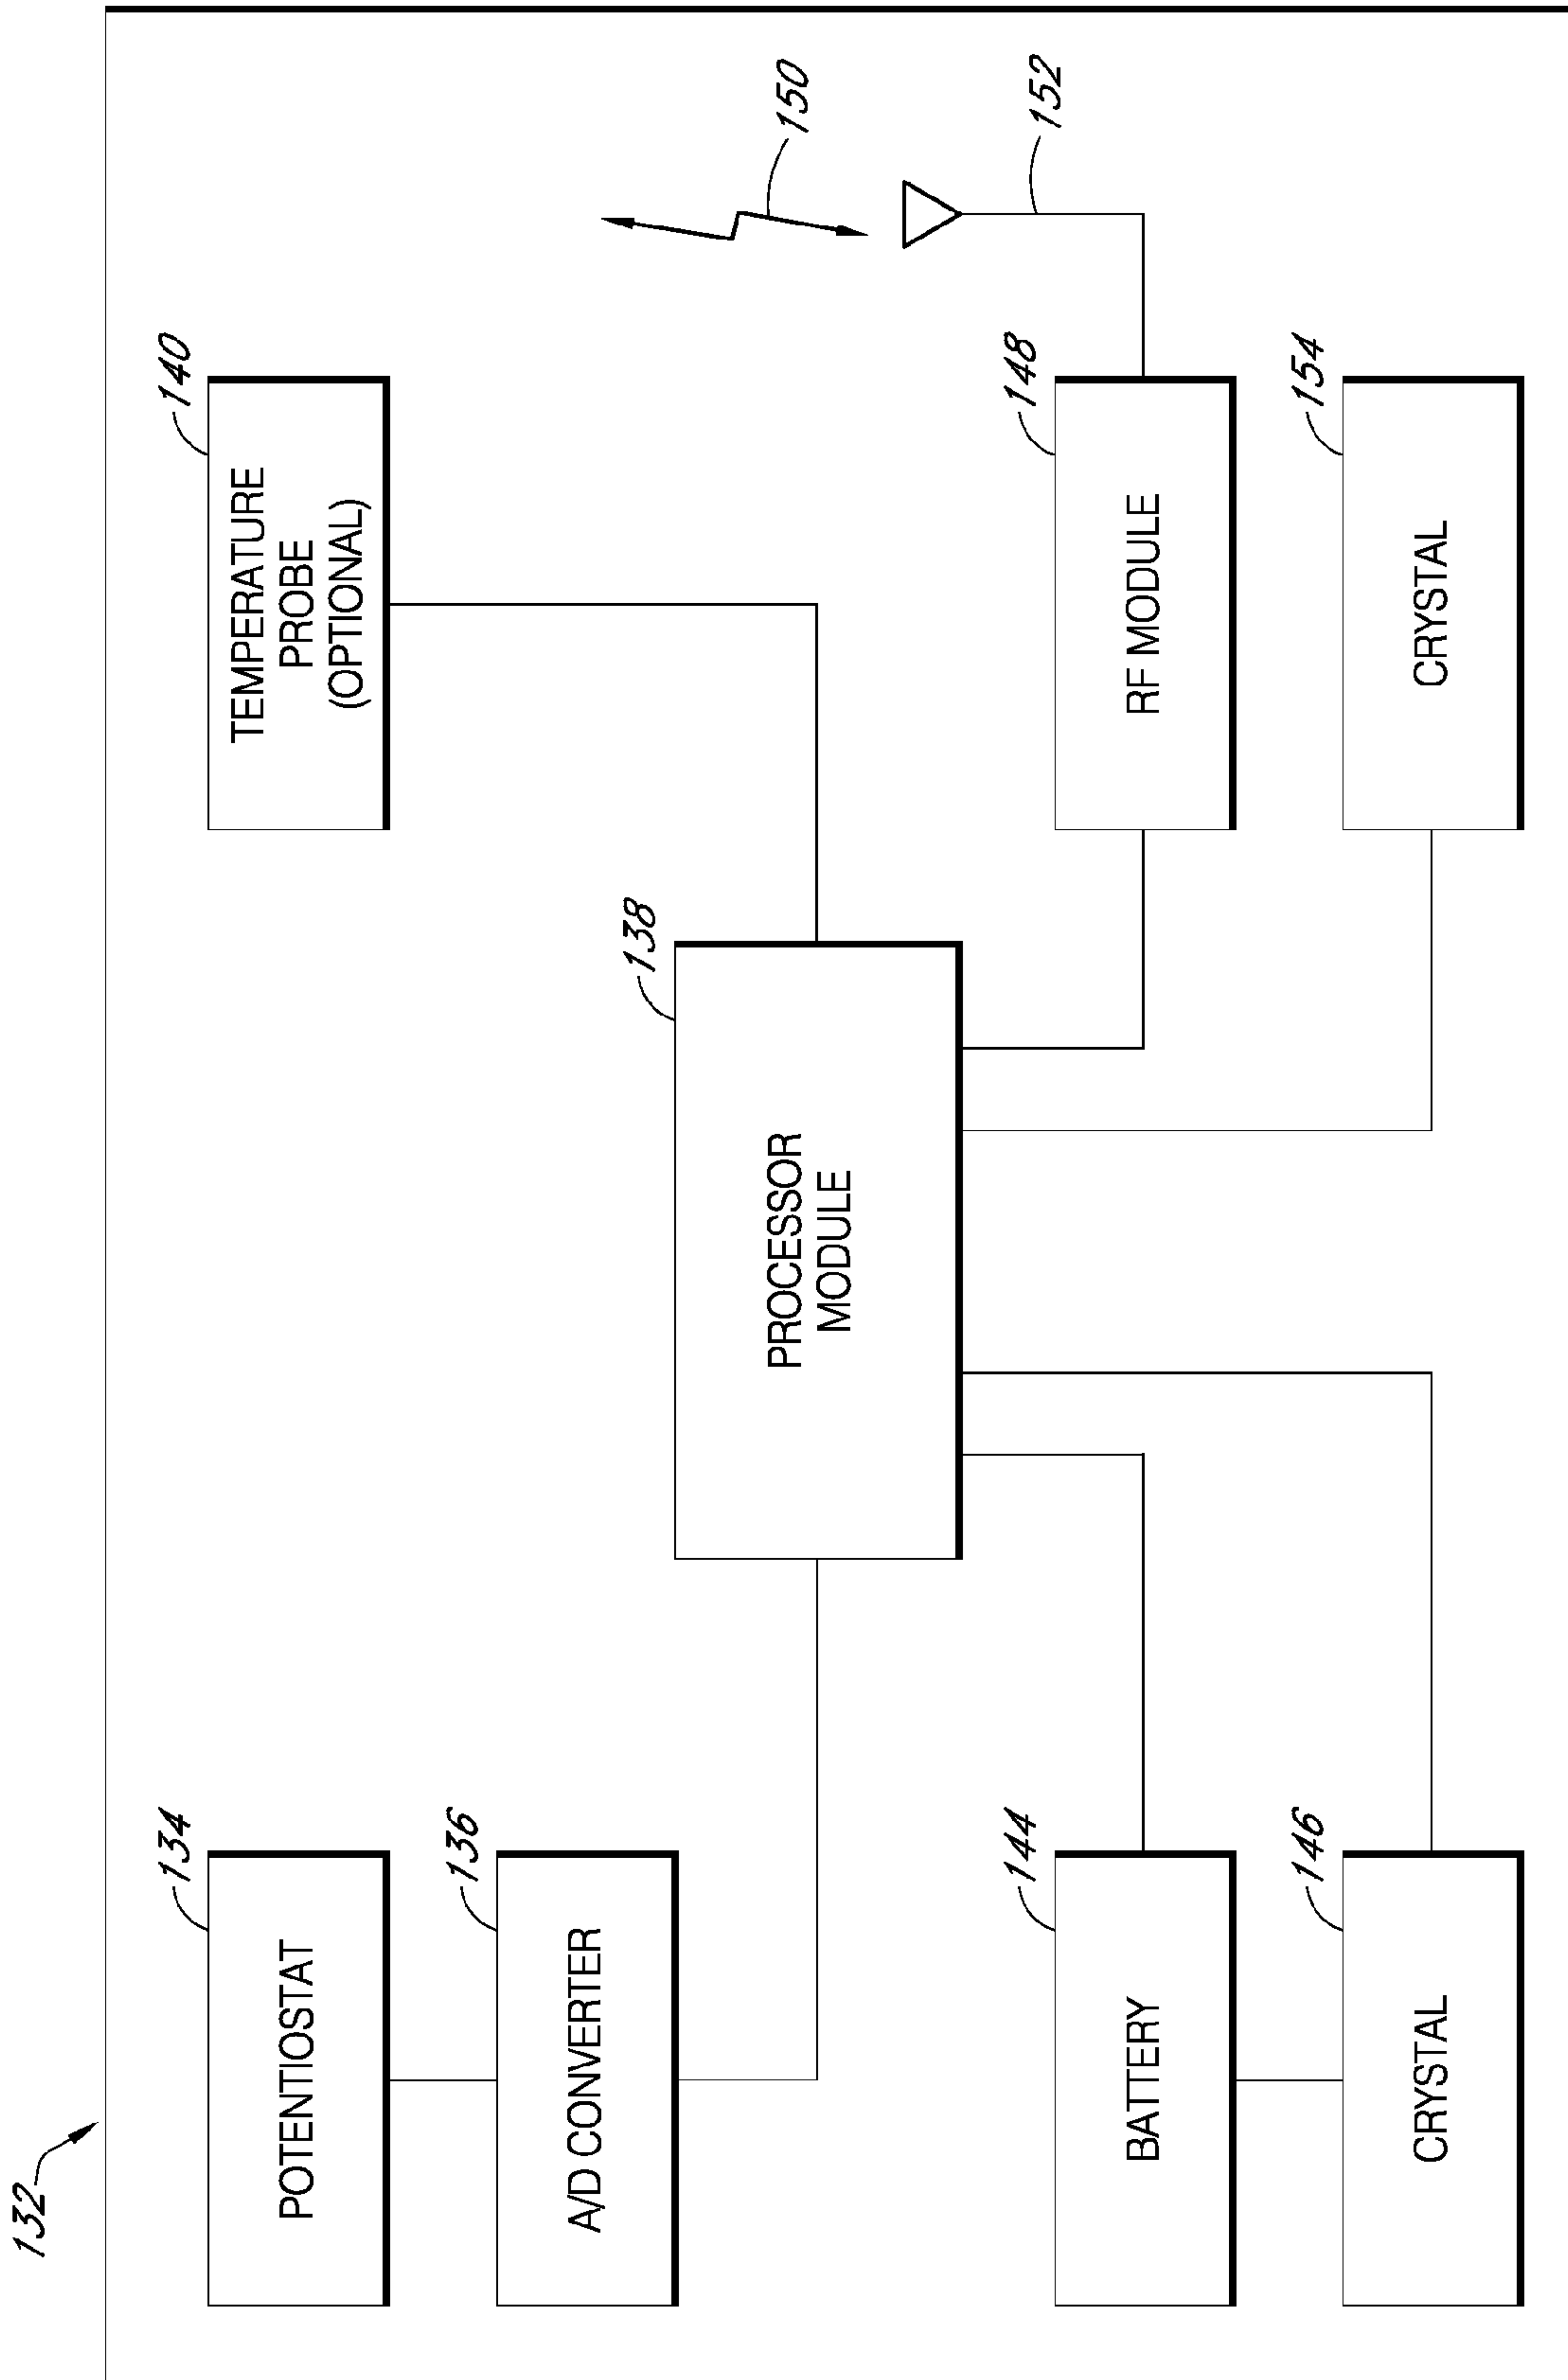 132
134
POTENTIOSTAT
136
A/D CONVERTER
138
PROCESSOR
MODULE
140
TEMPERATURE
PROBE
(OPTIONAL)
150
152
144
BATTERY
146
CRYSTAL
148
RF MODULE
154
CRYSTAL